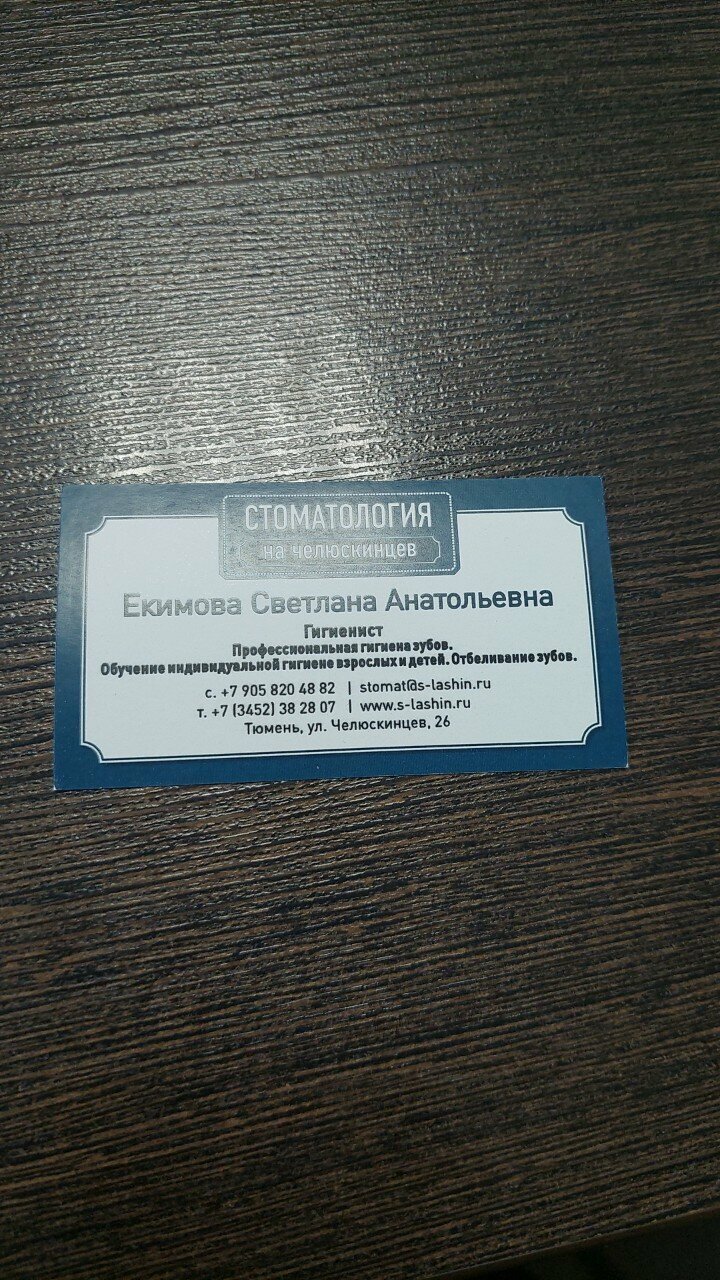 СТОМАТОЛОГИЯ
на челюскинцев
Екимова Светлана Анатольевна
Гигиенист
Профессиональная гигиена зубов.
Обучение индивидуальной гигиене взрослых и детей. Отбеливание зубов.
с. +7 905 820 48 82 | stomat@s-lashin.ru
т. +7 (3452) 38 28 07 | www.s-lashin.ru
Тюмень, ул. Челюскинцев, 26